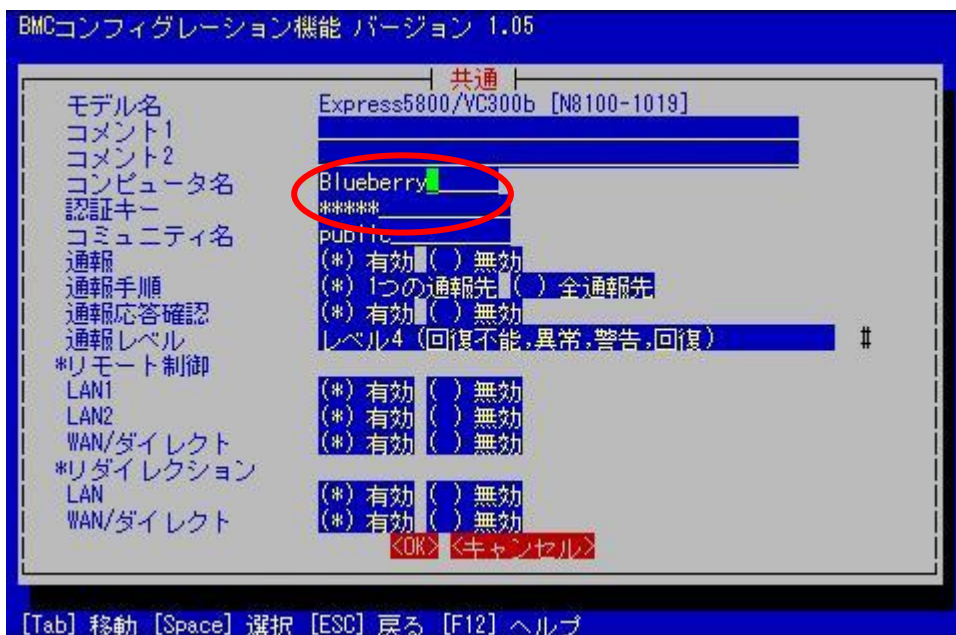 BMCコンフィグレーション機能 バージョン 1.05
共通
モデル名 Express5800/VC300b [N8100-1019]
コメント1
コメント2
コンピュータ名 Blueberry
認証キー *****
コミュニティ名 public
通報 (*) 有効 ( ) 無効
通報手順 (*) 1つの通報先 ( ) 全通報先
通報応答確認 (*) 有効 ( ) 無効
通報レベル レベル4 (回復不能,異常,警告,回復) #
*リモート制御
LAN1 (*) 有効 ( ) 無効
LAN2 (*) 有効 ( ) 無効
WAN/ダイレクト (*) 有効 ( ) 無効
*リダイレクション
LAN (*) 有効 ( ) 無効
WAN/ダイレクト (*) 有効 ( ) 無効
<OK> <キャンセル>
[Tab] 移動 [Space] 選択 [ESC] 戻る [F12] ヘルプ